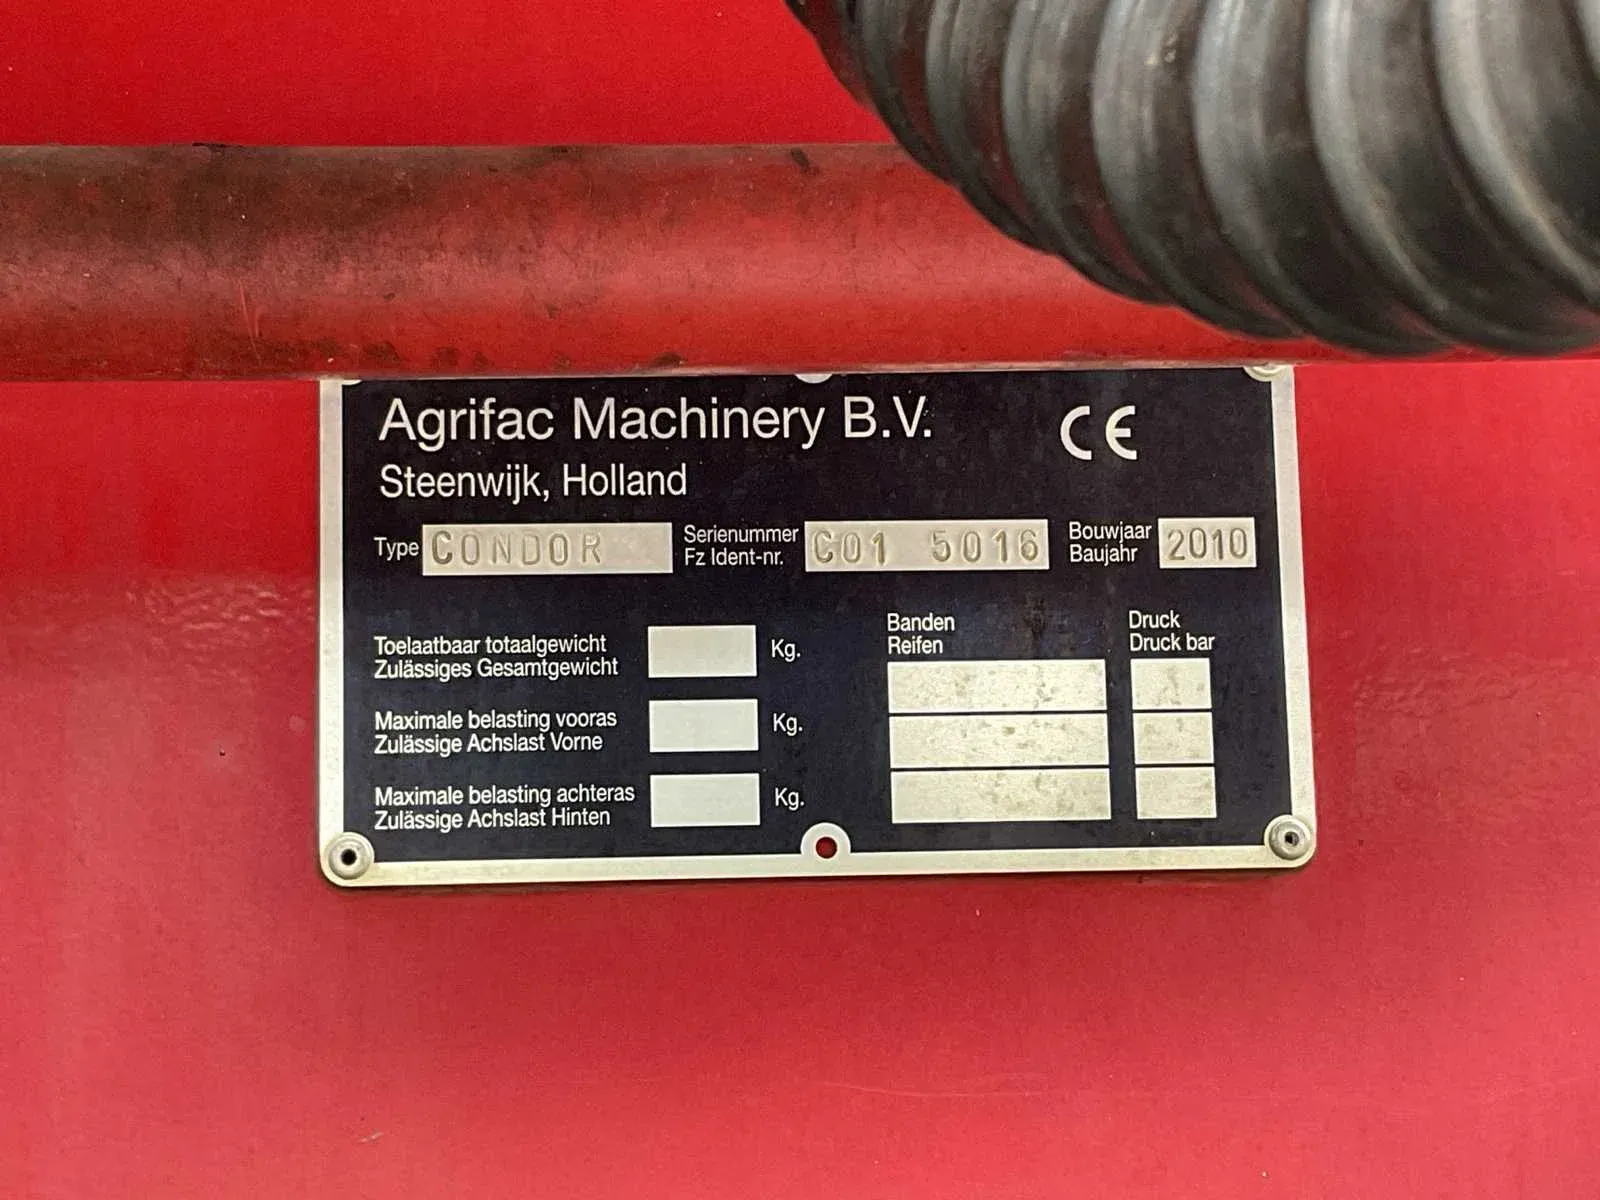 Agrifac Machinery B.V.
CE
Steenwijk, Holland
Type CONDOR
Serienummer
Fz Ident-nr.
C01 5016
Bouwjaar
Baujahr
2010
Toelaatbaar totaalgewicht
Zulässiges Gesamtgewicht
Kg.
Maximale belasting vooras
Zulässige Achslast Vorne
Kg.
Maximale belasting achteras
Zulässige Achslast Hinten
Kg.
Banden
Reifen
Druck
Druck bar